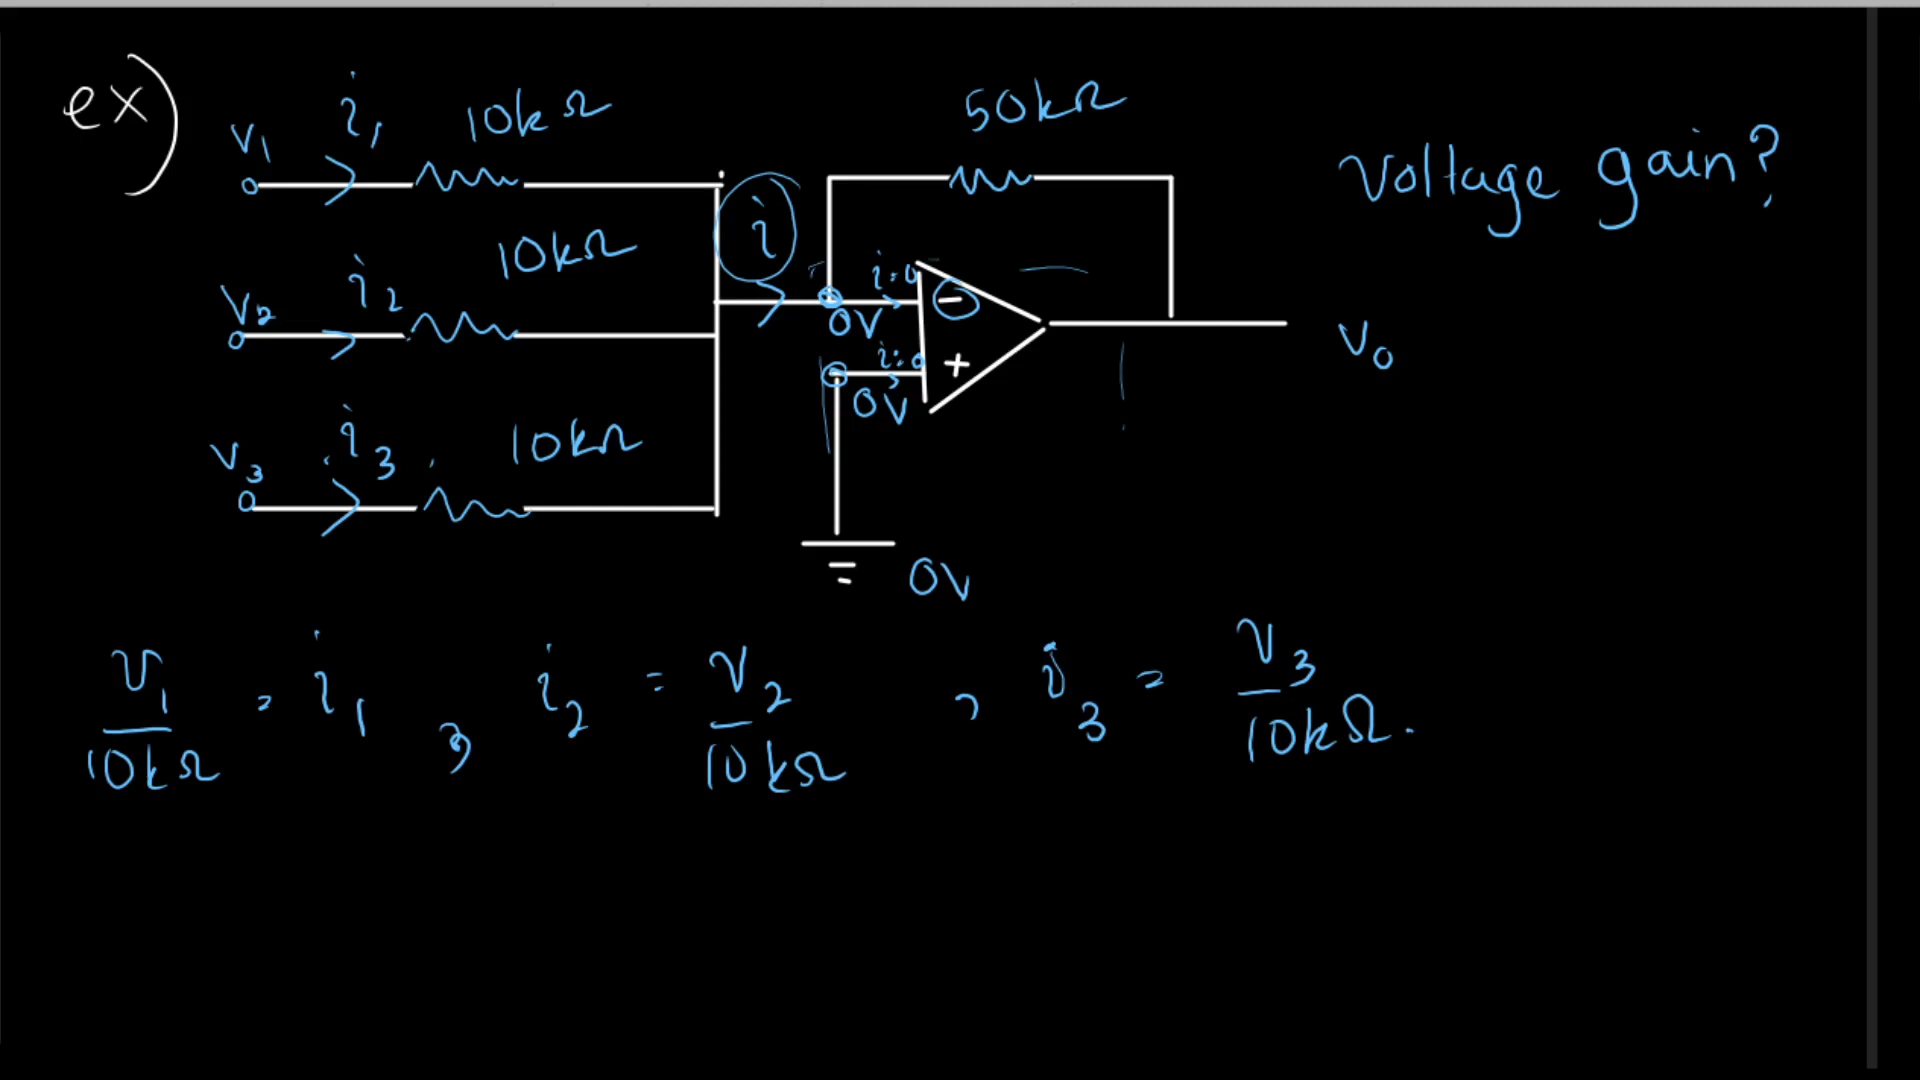 ex)
V₁ i₁ 10kΩ
50kΩ
Voltage gain?
i
V₂ i₂ 10kΩ
i=0
−
0V
V₀
i=0
+
0V
V₃ i₃ 10kΩ
0V
V₁/10kΩ = i₁ , i₂ = V₂/10kΩ , i₃ = V₃/10kΩ.